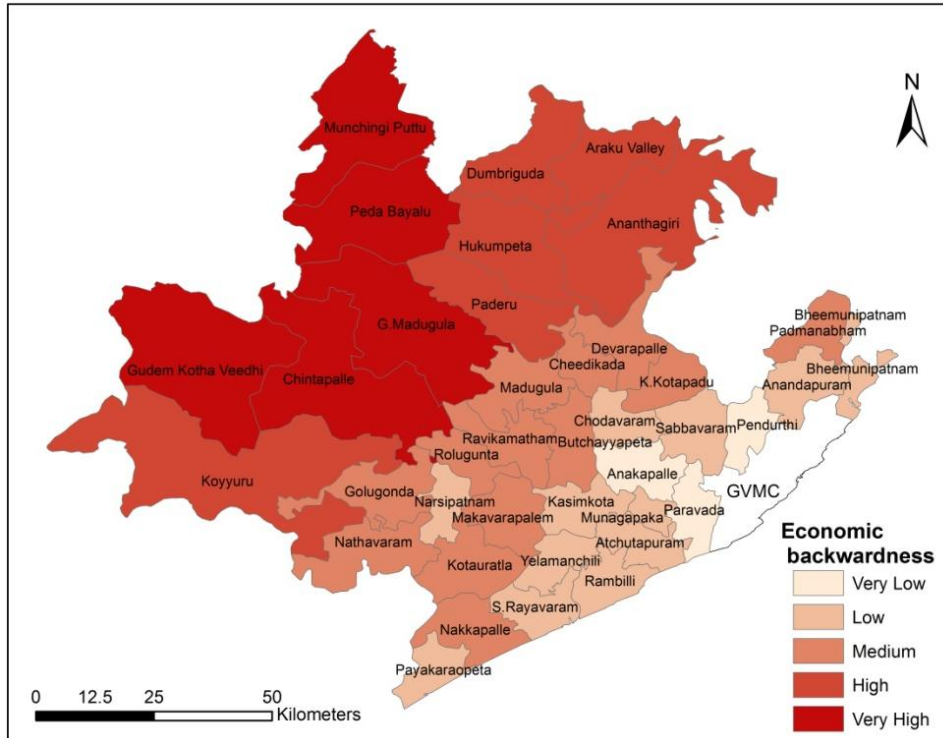 N
Munchingi Puttu
Araku Valley
Dumbriguda
Peda Bayalu
Ananthagiri
Hukumpeta
Paderu
G.Madugula
Bheemunipatnam
Padmanabham
Devarapalle
Cheedikada
Gudem Kotha Veedhi
Chintapalle
Bheemunipatnam
Anandapuram
Madugula
K.Kotapadu
Chodavaram
Sabbavaram
Pendurthi
Ravikamatham
Butchayyapeta
Rolugunta
Anakapalle
Koyyuru
GVMC
Golugonda
Narsipatnam
Kasimkota
Paravada
Makavarapalem
Munagapaka
Nathavaram
Atchutapuram
Kotauratla
Yelamanchili
Rambilli
S.Rayavaram
Nakkapalle
Payakaraopeta
Economic
backwardness
Very Low
Low
Medium
High
Very High
0 12.5 25 50
Kilometers